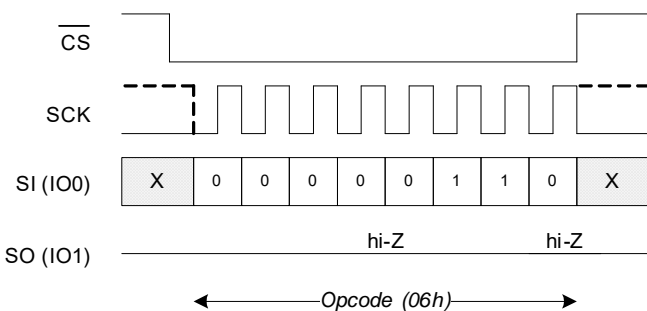 CS
SCK
SI (IO0) X 0 0 0 0 0 1 1 0 X
hi-Z hi-Z
SO (IO1)
Opcode (06h)